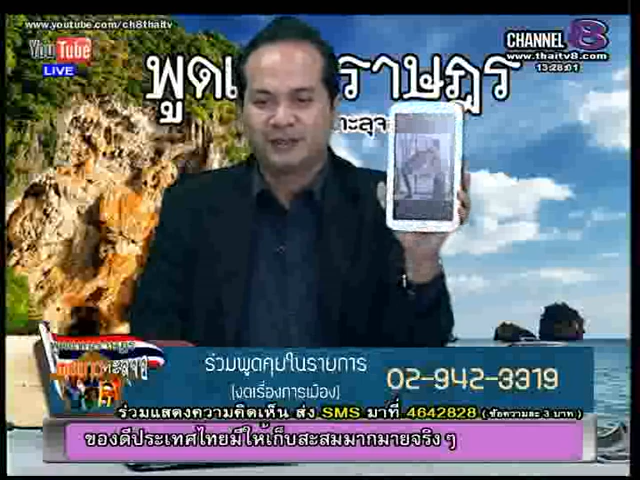 www.youtube.com/ch8thaitv
YouTube
LIVE
CHANNEL 8
www.thaitv8.com
13:28:01
ราษฎร
ร่วมพูดคุยในรายการ
(งดเรื่องการเมือง)
02-942-3319
ร่วมแสดงความคิดเห็น ส่ง SMS มาที่ 4642828 (ข้อความละ 3 บาท)
ของดีประเทศไทยมีให้เก็บสะสมมากมายจริง ๆ